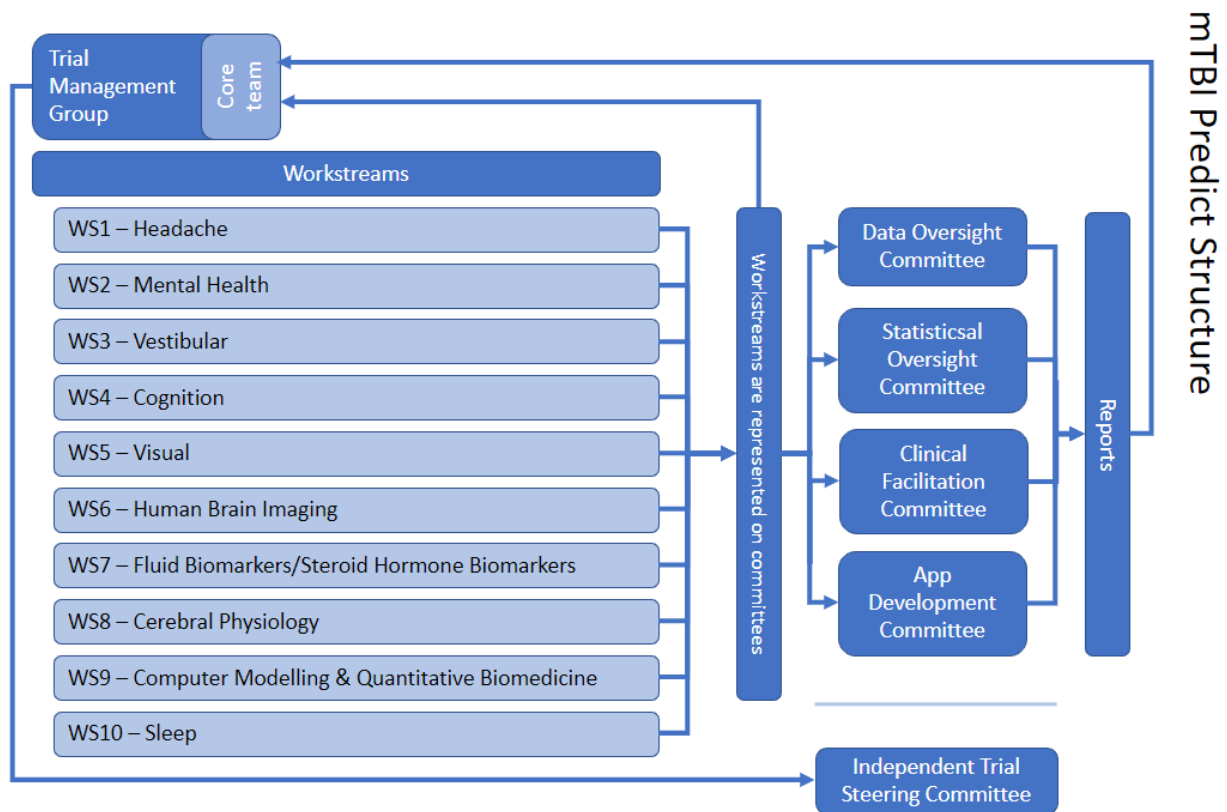 mTBI Predict Structure
Trial
Management
Group
Core
team
Workstreams
WS1 – Headache
WS2 – Mental Health
WS3 – Vestibular
WS4 – Cognition
WS5 – Visual
WS6 – Human Brain Imaging
WS7 – Fluid Biomarkers/Steroid Hormone Biomarkers
WS8 – Cerebral Physiology
WS9 – Computer Modelling & Quantitative Biomedicine
WS10 – Sleep
Workstreams are represented on committees
Data Oversight
Committee
Statisticsal
Oversight
Committee
Clinical
Facilitation
Committee
App
Development
Committee
Reports
Independent Trial
Steering Committee